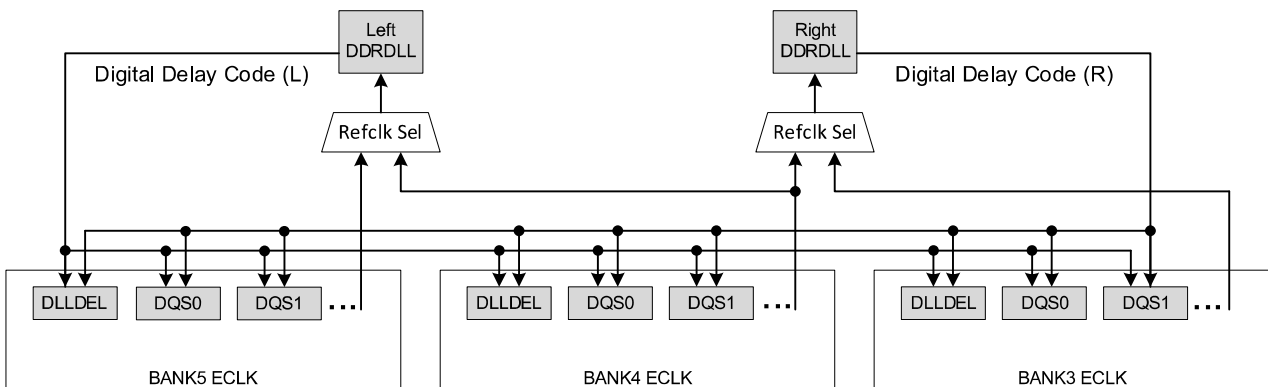 Left
DDRDLL
Right
DDRDLL
Digital Delay Code (L)
Digital Delay Code (R)
Refclk Sel
Refclk Sel
DLLDEL
DQS0
DQS1
DLLDEL
DQS0
DQS1
DLLDEL
DQS0
DQS1
BANK5 ECLK
BANK4 ECLK
BANK3 ECLK